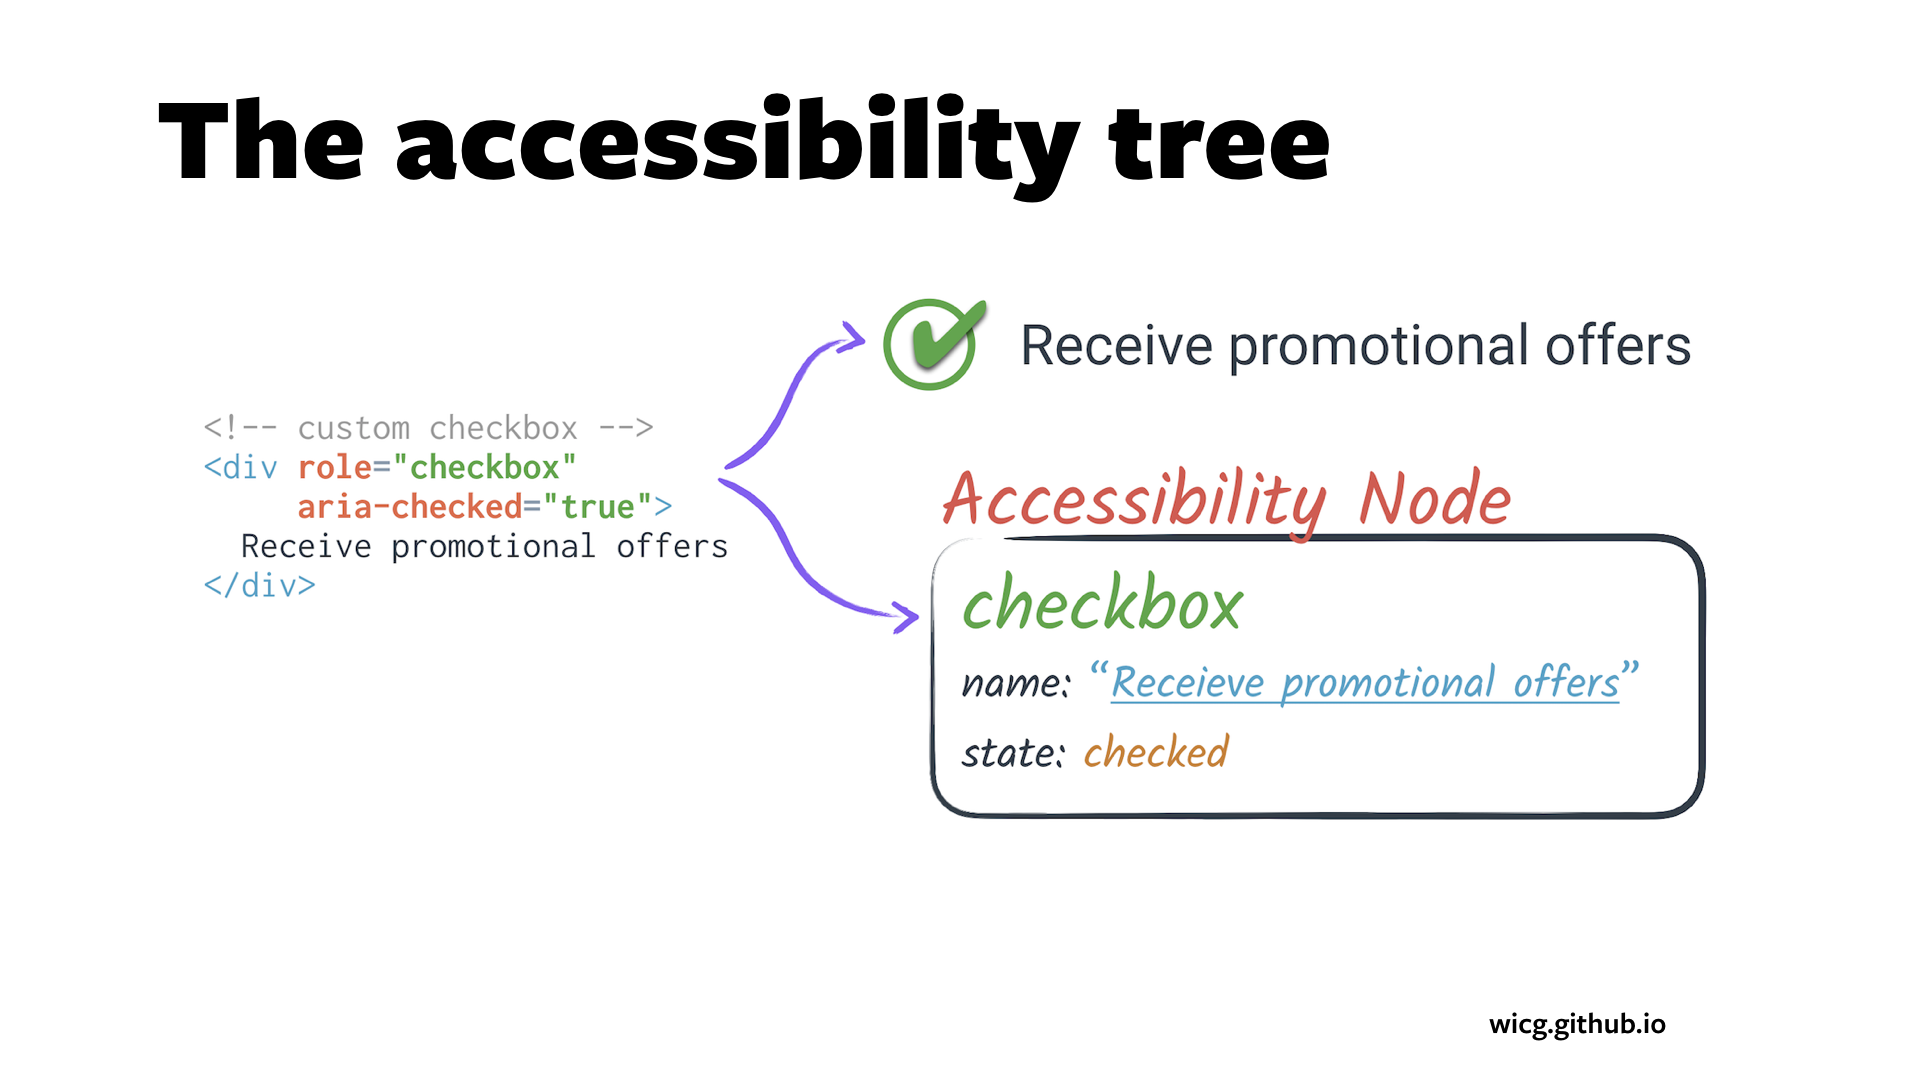 The accessibility tree
<!-- custom checkbox -->
<div role="checkbox"
aria-checked="true">
Receive promotional offers
</div>
Receive promotional offers
Accessibility Node
checkbox
name: “Receieve promotional offers”
state: checked
wicg.github.io